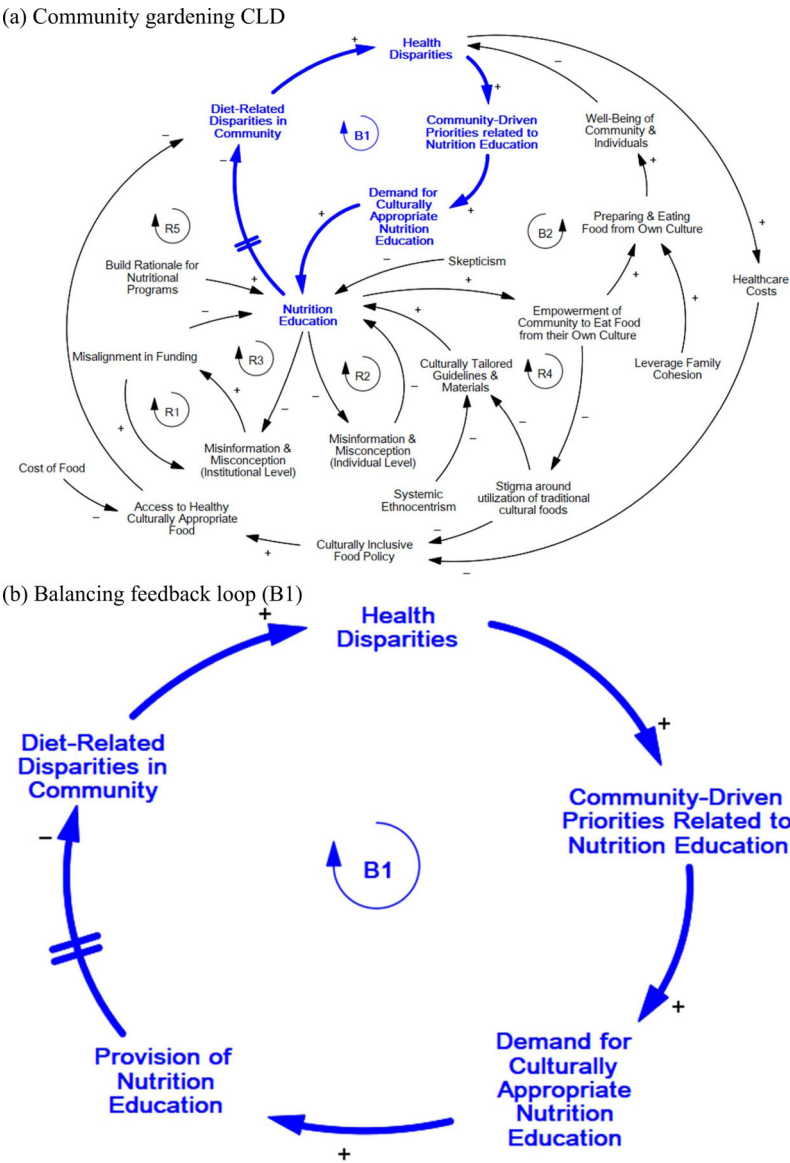 (a) Community gardening CLD
Health
Disparities
+
+
−
Diet-Related
Disparities in
Community
B1
Community-Driven
Priorities related to
Nutrition Education
Well-Being of
Community &
Individuals
−
−
+
Demand for
Culturally
Appropriate
Nutrition
Education
+
+
Preparing & Eating
Food from Own Culture
+
R5
B2
Build Rationale for
Nutritional
Programs
+
Skepticism
−
+
+
+
Healthcare
Costs
Nutrition
Education
−
+
Empowerment of
Community to Eat Food
from their Own Culture
Misalignment in Funding
R3
R2
Culturally Tailored
Guidelines &
Materials
R4
Leverage Family
Cohesion
+
−
−
−
−
R1
+
−
−
Misinformation &
Misconception
(Institutional Level)
Misinformation &
Misconception
(Individual Level)
Cost of Food
−
Access to Healthy
Culturally Appropriate
Food
Systemic
Ethnocentrism
Stigma around
utilization of traditional
cultural foods
−
+
Culturally Inclusive
Food Policy
−
(b) Balancing feedback loop (B1)
+
Health
Disparities
+
Diet-Related
Disparities in
Community
−
B1
Community-Driven
Priorities Related to
Nutrition Education
+
Provision of
Nutrition
Education
+
Demand for
Culturally
Appropriate
Nutrition
Education